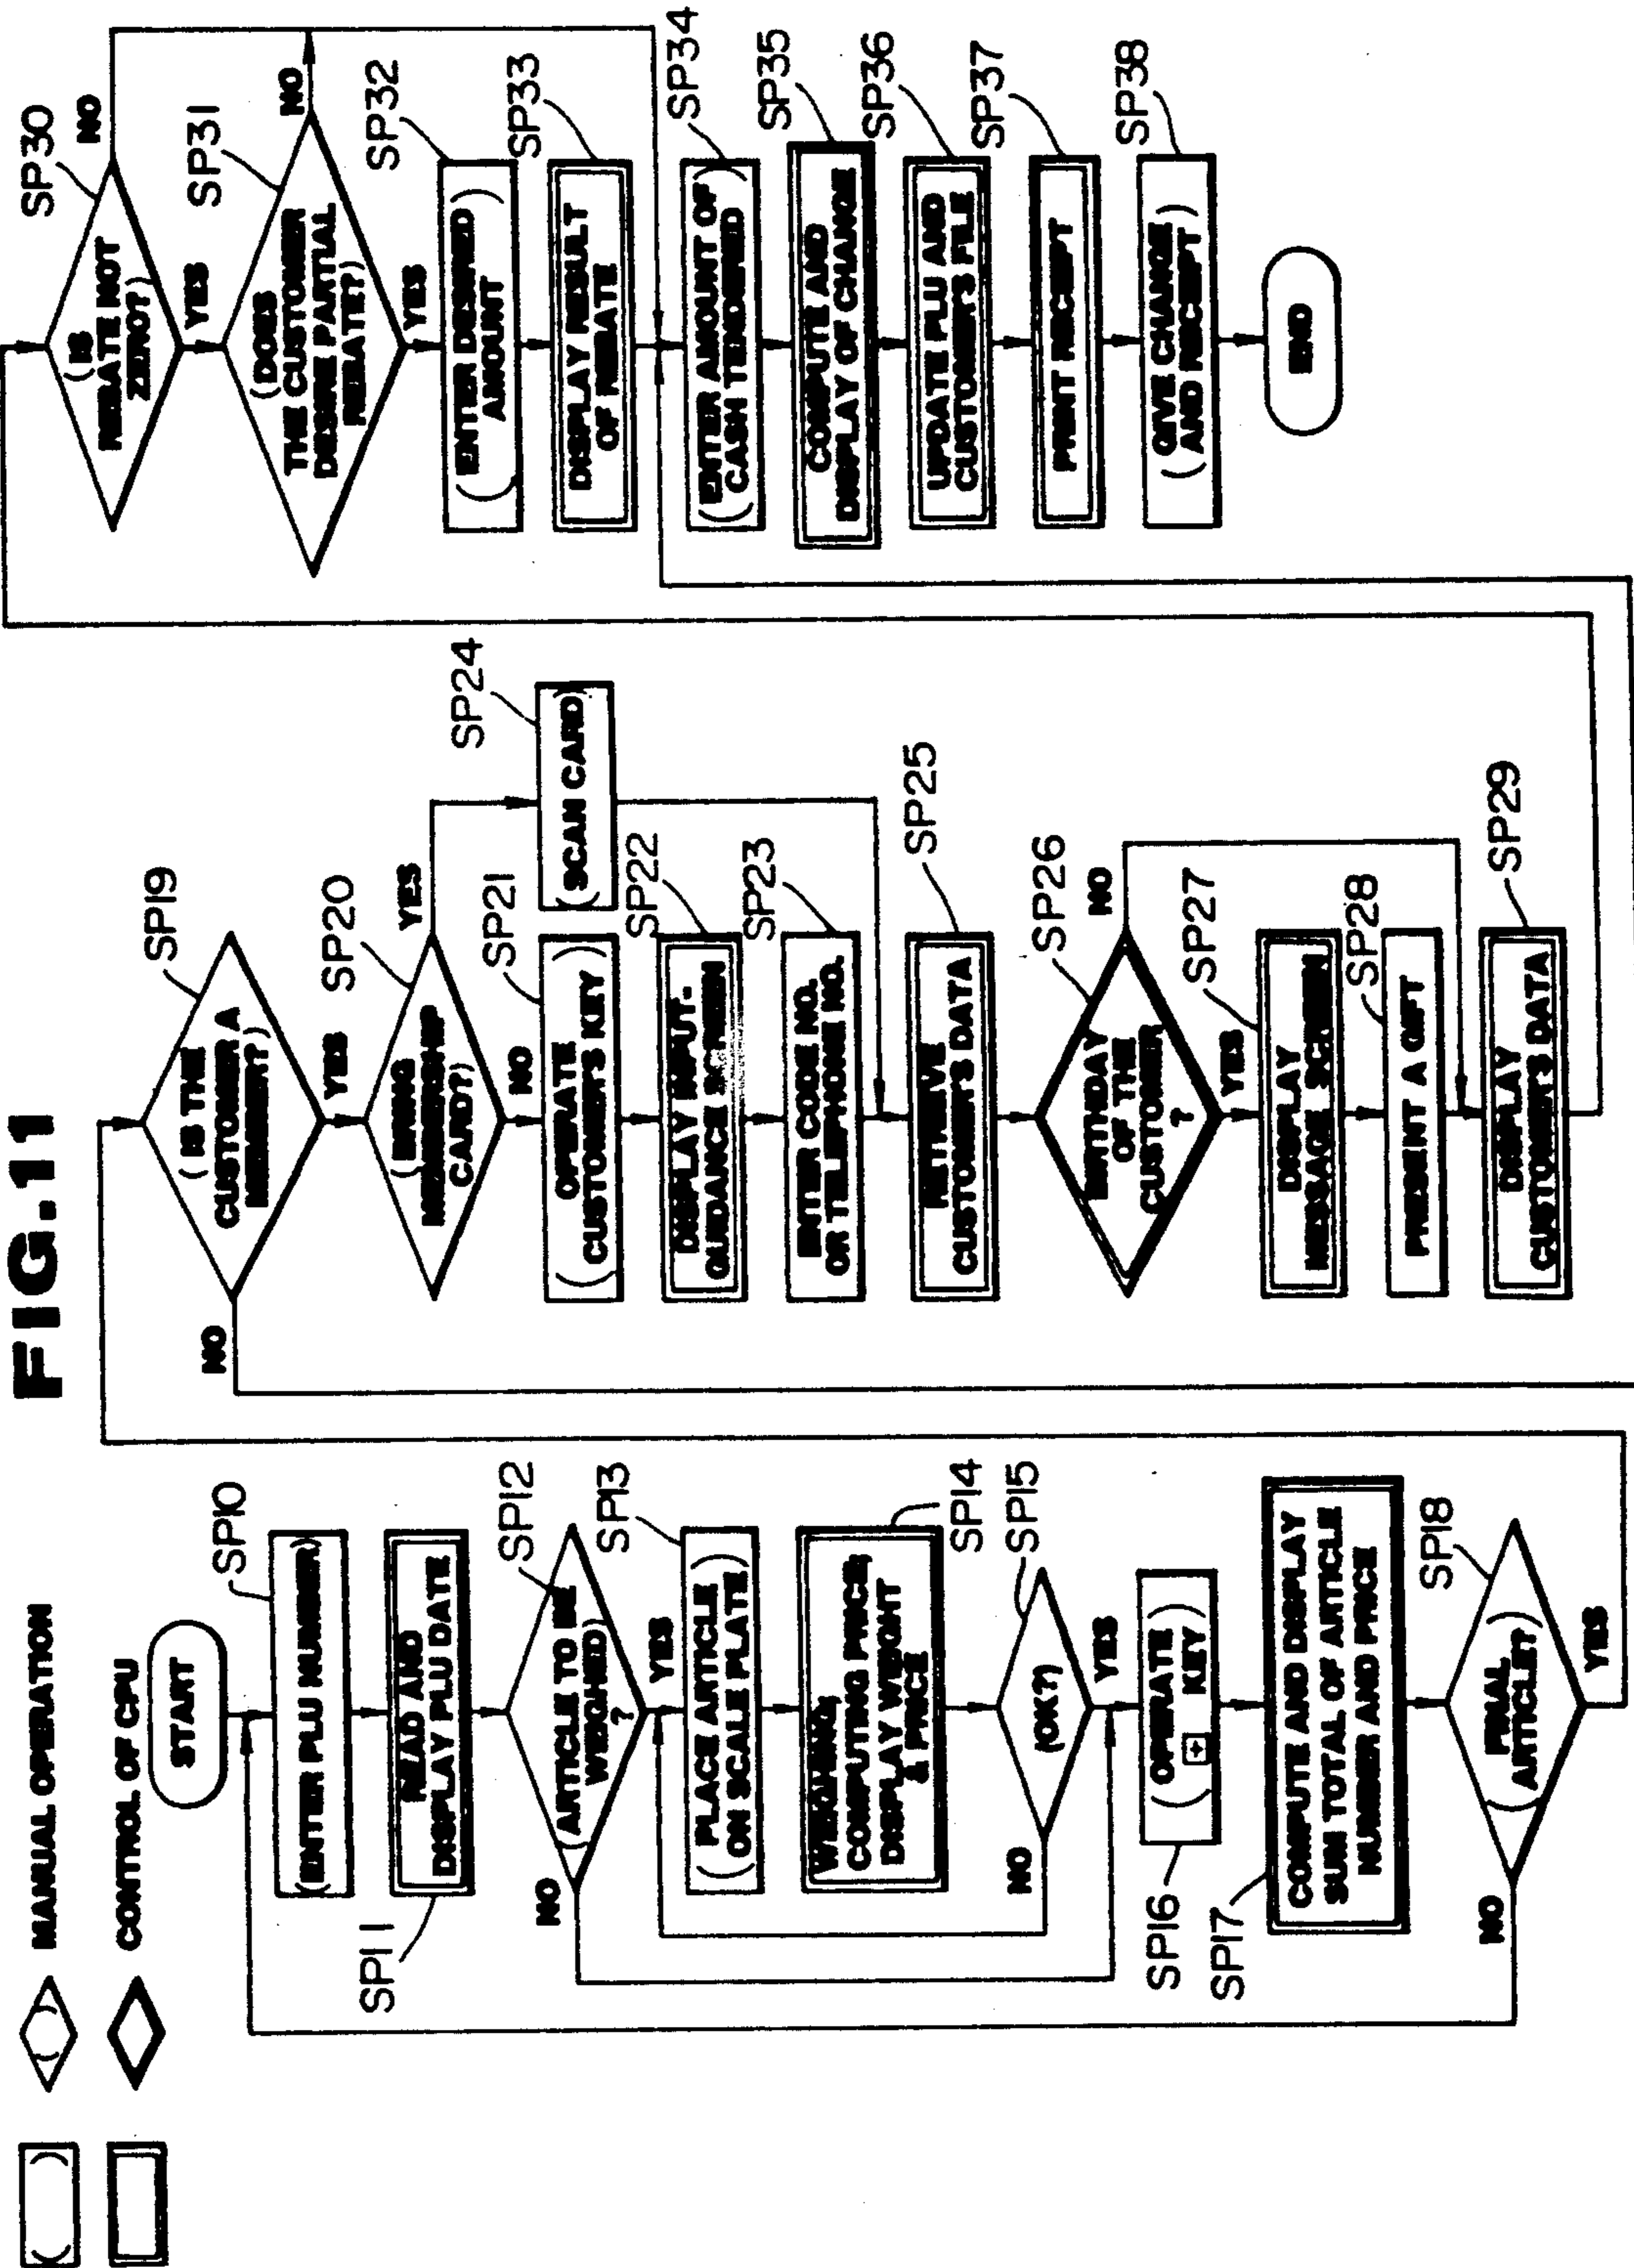 FIG.11
( ) MANUAL OPERATION
CONTROL OF CPU
START
SP10
(ENTER PLU NUMBER)
SP11
READ AND
DISPLAY PLU DATE
SP12
(ARTICLE TO BE
WEIGHED)
?
NO
YES
SP13
(PLACE ARTICLE
ON SCALE PLATE)
SP14
WEIGHING;
COMPUTING PRICE;
DISPLAY WEIGHT
& PRICE
SP15
(OK?)
NO
YES
SP16
(OPERATE
+ KEY)
SP17
COMPUTE AND DISPLAY
SUM TOTAL OF ARTICLE
NUMBER AND PRICE
SP18
(FINAL
ARTICLE?)
NO
YES
SP19
(IS THE
CUSTOMER A
MEMBER?)
NO
YES
SP20
(BRING
MEMBERSHIP
CARD?)
YES
NO
SP21
(OPERATE
CUSTOMER'S KEY)
SP22
DISPLAY INPUT-
GUIDANCE SCREEN
SP23
ENTER CODE NO.
OR TELEPHONE NO.
SP24
(SCAN CARD)
SP25
RETRIEVE
CUSTOMER'S DATA
SP26
BIRTHDAY
OF THE
CUSTOMER
?
NO
YES
SP27
DISPLAY
MESSAGE SCREEN
SP28
PRESENT A GIFT
SP29
DISPLAY
CUSTOMER'S DATA
SP30
(IS
REBATE NOT
ZERO?)
NO
YES
SP31
(DOES
THE CUSTOMER
DESIRE PARTIAL
REBATE?)
NO
YES
SP32
(ENTER DESIRED
AMOUNT)
SP33
DISPLAY RESULT
OF REBATE
SP34
(ENTER AMOUNT OF
CASH TENDERED)
SP35
COMPUTE AND
DISPLAY OF CHANGE
SP36
UPDATE PLU AND
CUSTOMER'S FILE
SP37
PRINT RECEIPT
SP38
(GIVE CHANGE
AND RECEIPT)
END